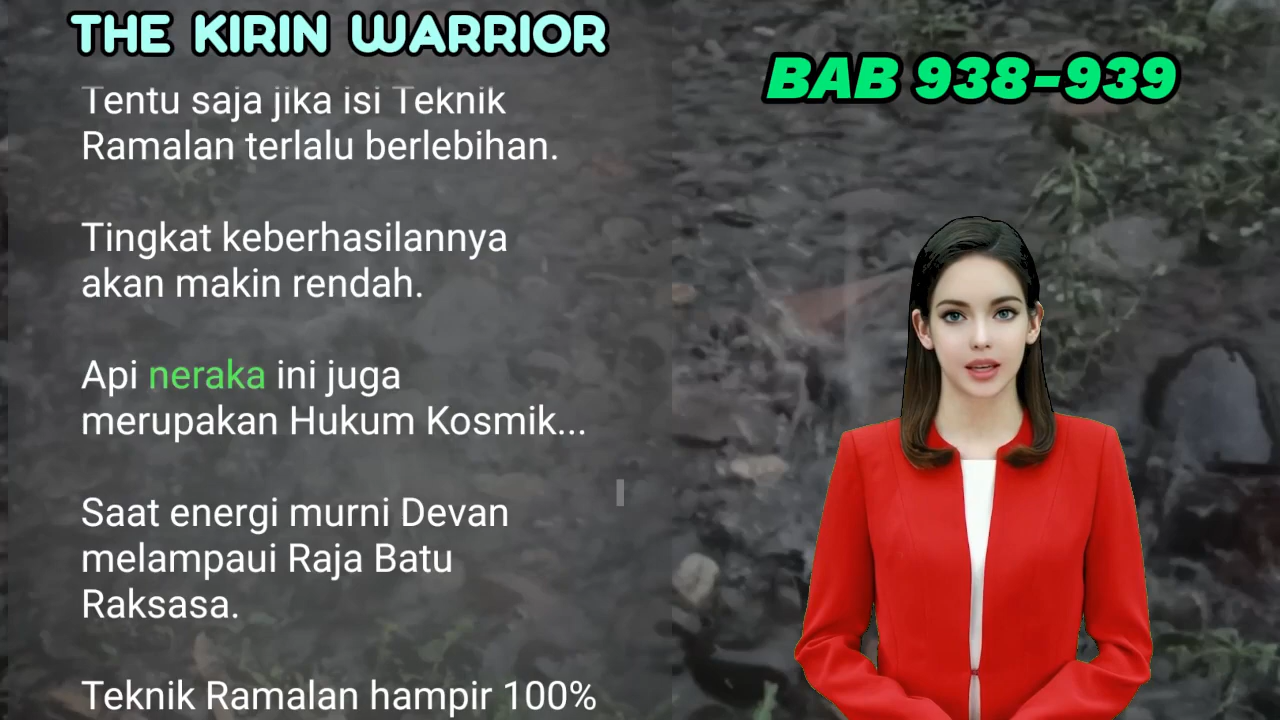 THE KIRIN WARRIOR
BAB 938-939
Tentu saja jika isi Teknik
Ramalan terlalu berlebihan.
Tingkat keberhasilannya
akan makin rendah.
Api neraka ini juga
merupakan Hukum Kosmik...
Saat energi murni Devan
melampaui Raja Batu
Raksasa.
Teknik Ramalan hampir 100%